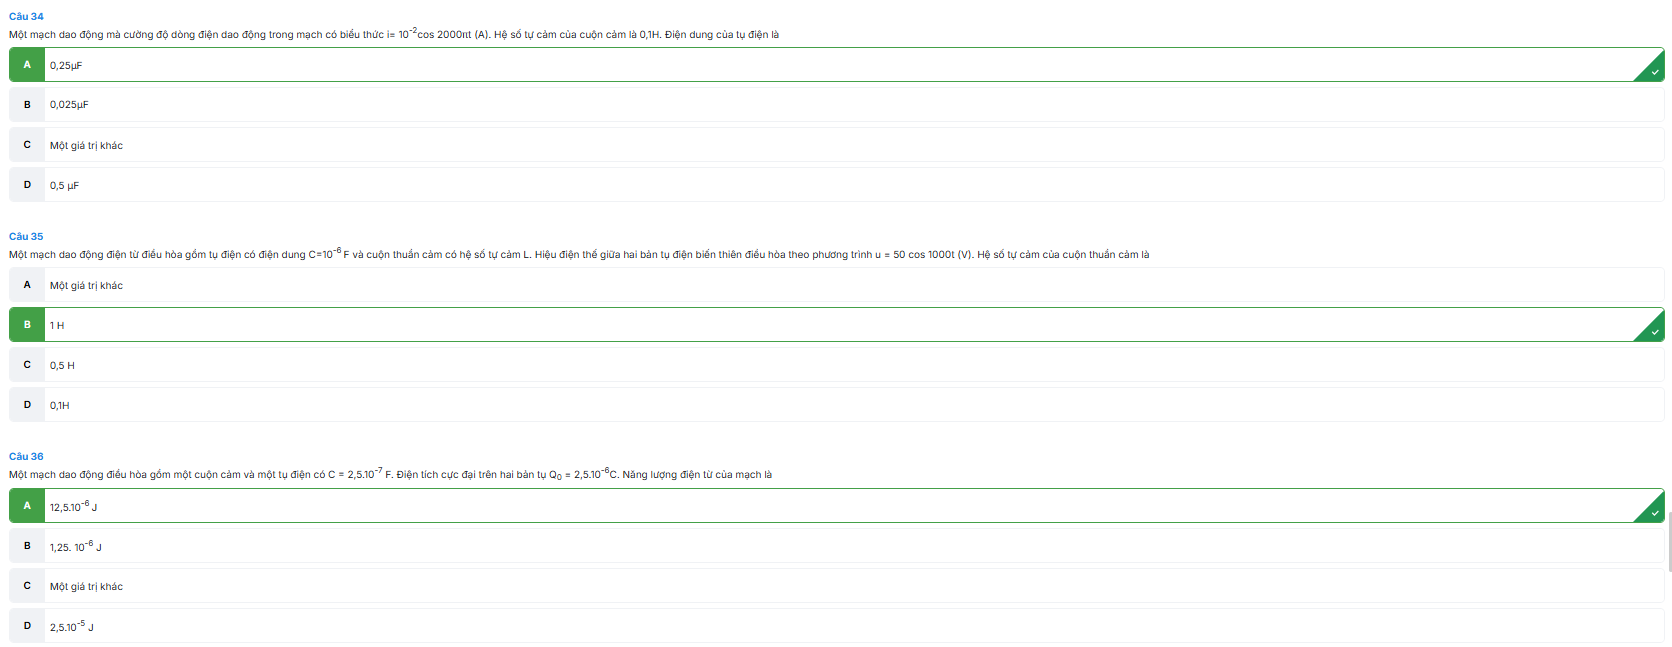 Câu 34
Một mạch dao động mà cường độ dòng điện dao động trong mạch có biểu thức i= 10⁻²cos 2000πt (A). Hệ số tự cảm của cuộn cảm là 0,1H. Điện dung của tụ điện là
A 0,25µF
B 0,025µF
C Một giá trị khác
D 0,5 µF
Câu 35
Một mạch dao động điện từ điều hòa gồm tụ điện có điện dung C=10⁻⁶ F và cuộn thuần cảm có hệ số tự cảm L. Hiệu điện thế giữa hai bản tụ điện biến thiên điều hòa theo phương trình u = 50 cos 1000t (V). Hệ số tự cảm của cuộn thuần cảm là
A Một giá trị khác
B 1 H
C 0,5 H
D 0,1H
Câu 36
Một mạch dao động điều hòa gồm một cuộn cảm và một tụ điện có C = 2,5.10⁻⁷ F. Điện tích cực đại trên hai bản tụ Q₀ = 2,5.10⁻⁶C. Năng lượng điện từ của mạch là
A 12,5.10⁻⁶ J
B 1,25. 10⁻⁶ J
C Một giá trị khác
D 2,5.10⁻⁵ J